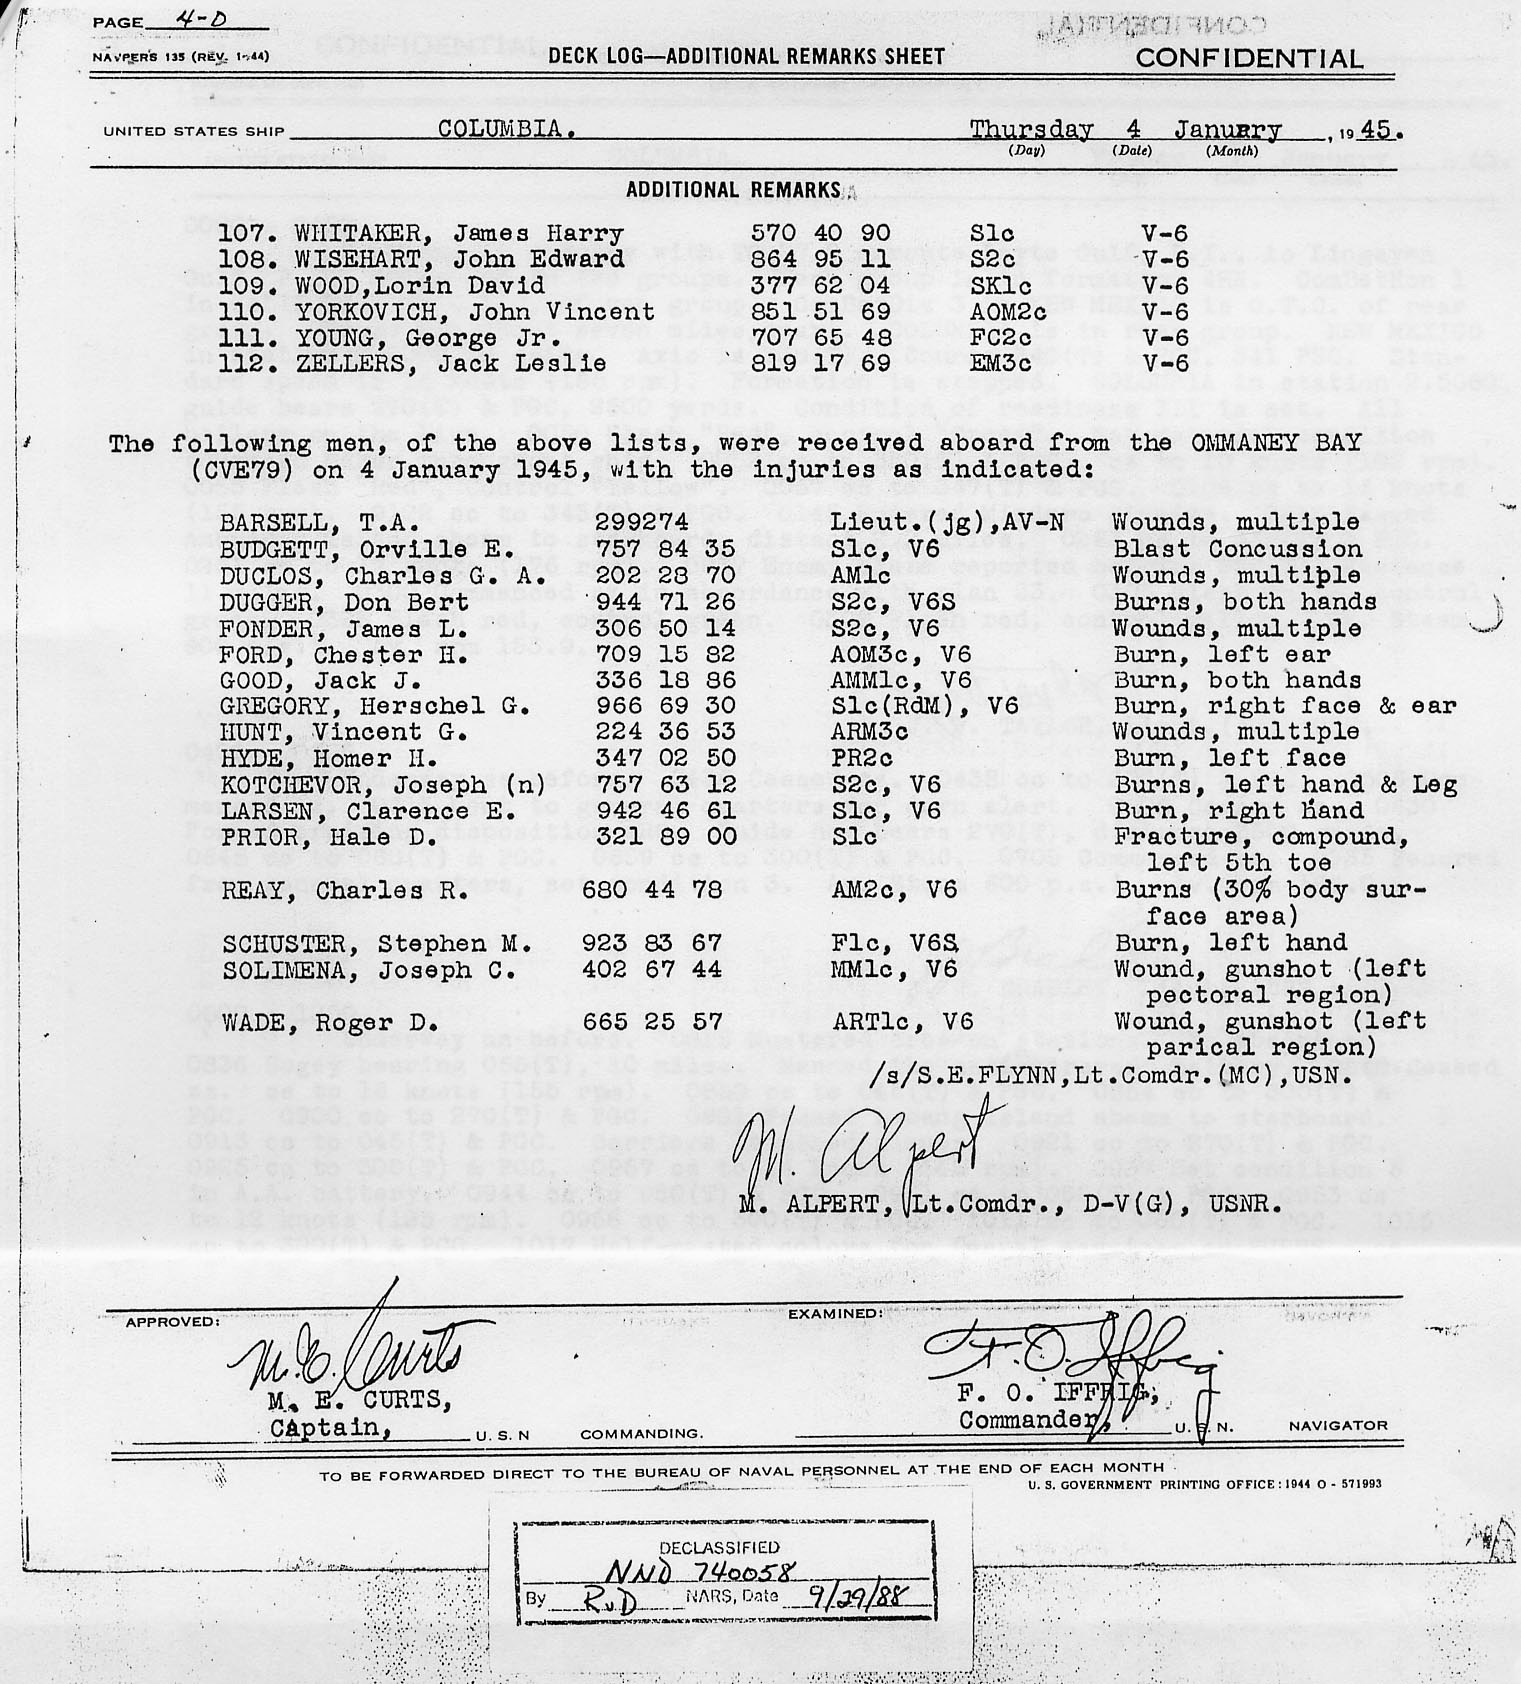 PAGE 4-D
NAVPERS 135 (REV. 1-44)
DECK LOG—ADDITIONAL REMARKS SHEET
CONFIDENTIAL
UNITED STATES SHIP COLUMBIA. Thursday 4 January, 1945.
(Day) (Date) (Month)
ADDITIONAL REMARKS
107. WHITAKER, James Harry 570 40 90 S1c V-6
108. WISEHART, John Edward 864 95 11 S2c V-6
109. WOOD,Lorin David 377 62 04 SK1c V-6
110. YORKOVICH, John Vincent 851 51 69 AOM2c V-6
111. YOUNG, George Jr. 707 65 48 FC2c V-6
112. ZELLERS, Jack Leslie 819 17 69 EM3c V-6
The following men, of the above lists, were received aboard from the OMMANEY BAY
(CVE79) on 4 January 1945, with the injuries as indicated:
BARSELL, T.A. 299274 Lieut.(jg),AV-N Wounds, multiple
BUDGETT, Orville E. 757 84 35 S1c, V6 Blast Concussion
DUCLOS, Charles G. A. 202 28 70 AM1c Wounds, multiple
DUGGER, Don Bert 944 71 26 S2c, V6S Burns, both hands
FONDER, James L. 306 50 14 S2c, V6 Wounds, multiple
FORD, Chester H. 709 15 82 AOM3c, V6 Burn, left ear
GOOD, Jack J. 336 18 86 AMM1c, V6 Burn, both hands
GREGORY, Herschel G. 966 69 30 S1c(RdM), V6 Burn, right face & ear
HUNT, Vincent G. 224 36 53 ARM3c Wounds, multiple
HYDE, Homer H. 347 02 50 PR2c Burn, left face
KOTCHEVOR, Joseph (n) 757 63 12 S2c, V6 Burns, left hand & Leg
LARSEN, Clarence E. 942 46 61 S1c, V6 Burn, right hand
PRIOR, Hale D. 321 89 00 S1c Fracture, compound,
left 5th toe
REAY, Charles R. 680 44 78 AM2c, V6 Burns (30% body sur-
face area)
SCHUSTER, Stephen M. 923 83 67 F1c, V6S Burn, left hand
SOLIMENA, Joseph C. 402 67 44 MM1c, V6 Wound, gunshot (left
pectoral region)
WADE, Roger D. 665 25 57 ART1c, V6 Wound, gunshot (left
parical region)
/s/S.E.FLYNN,Lt.Comdr.(MC),USN.
M. Alpert
M. ALPERT, Lt.Comdr., D-V(G), USNR.
APPROVED: EXAMINED:
M. E. Curts F. O. Iffrig
M. E. CURTS, F. O. IFFRIG,
Captain, U. S. N COMMANDING. Commander, U. S. N. NAVIGATOR
TO BE FORWARDED DIRECT TO THE BUREAU OF NAVAL PERSONNEL AT THE END OF EACH MONTH
U. S. GOVERNMENT PRINTING OFFICE: 1944 O - 571993
DECLASSIFIED
NND 740058
By RvD NARS, Date 9/29/88